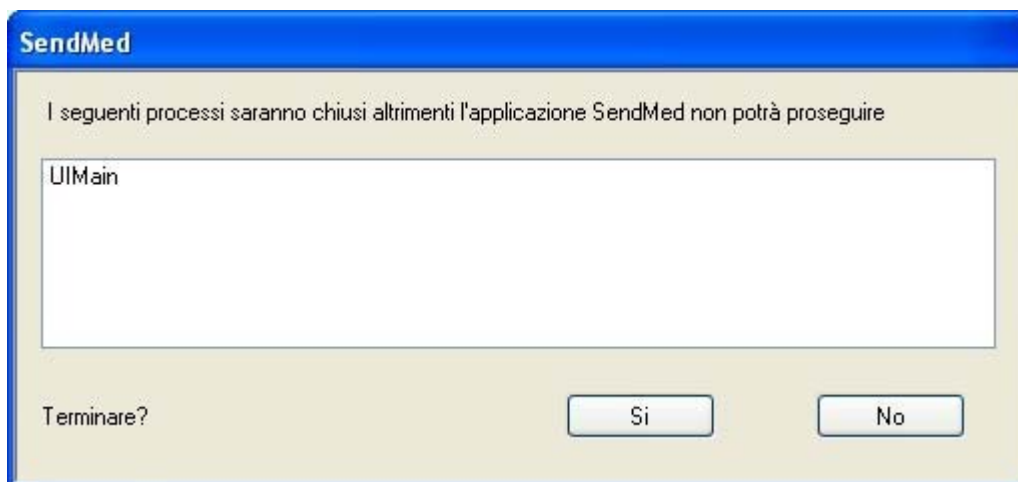 SendMed
I seguenti processi saranno chiusi altrimenti l'applicazione SendMed non potrà proseguire
UIMain
Terminare?
Si
No